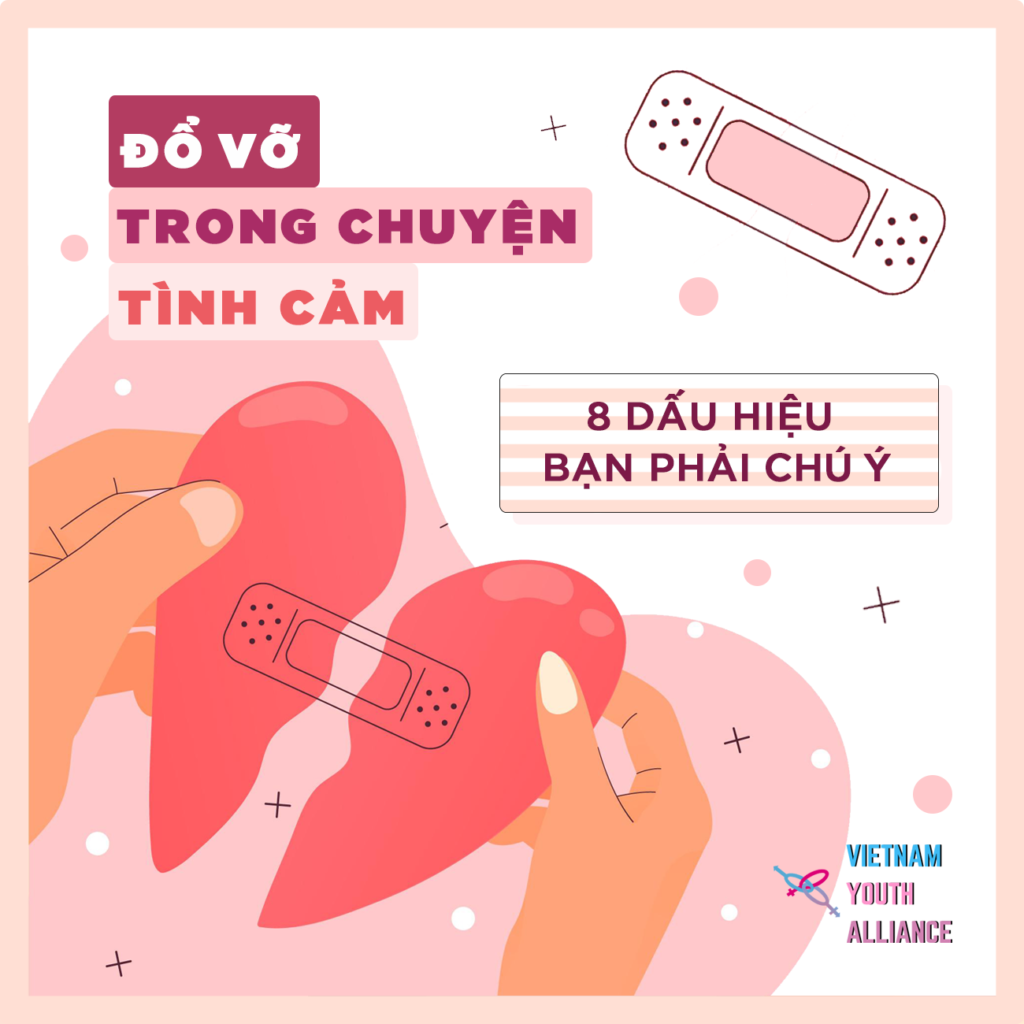 ĐỔ VỠ
TRONG CHUYỆN
TÌNH CẢM
8 DẤU HIỆU
BẠN PHẢI CHÚ Ý
VIETNAM
YOUTH
ALLIANCE